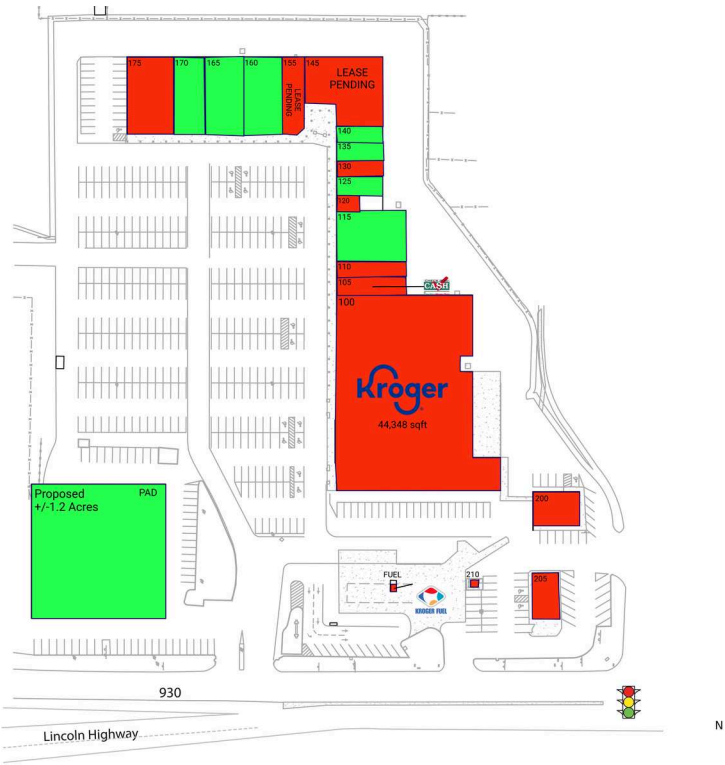 175
170
165
160
155
LEASE
PENDING
145
LEASE
PENDING
140
135
130
125
120
115
110
105
CASH
100
Kroger
44,348 sqft
200
Proposed
+/-1.2 Acres
PAD
FUEL
KROGER FUEL
210
205
930
Lincoln Highway
N